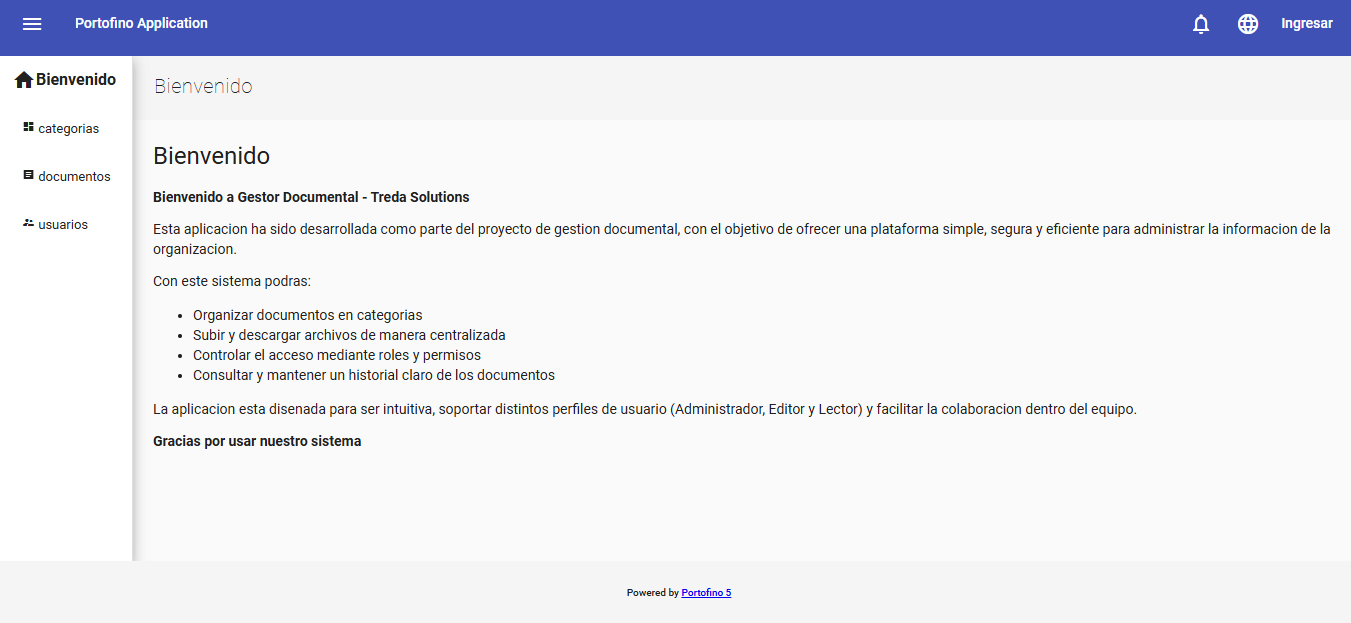 Portofino Application
Ingresar
Bienvenido
categorias
documentos
usuarios
Bienvenido
Bienvenido
Bienvenido a Gestor Documental - Treda Solutions
Esta aplicacion ha sido desarrollada como parte del proyecto de gestion documental, con el objetivo de ofrecer una plataforma simple, segura y eficiente para administrar la informacion de la
organizacion.
Con este sistema podras:
• Organizar documentos en categorias
• Subir y descargar archivos de manera centralizada
• Controlar el acceso mediante roles y permisos
• Consultar y mantener un historial claro de los documentos
La aplicacion esta disenada para ser intuitiva, soportar distintos perfiles de usuario (Administrador, Editor y Lector) y facilitar la colaboracion dentro del equipo.
Gracias por usar nuestro sistema
Powered by Portofino 5